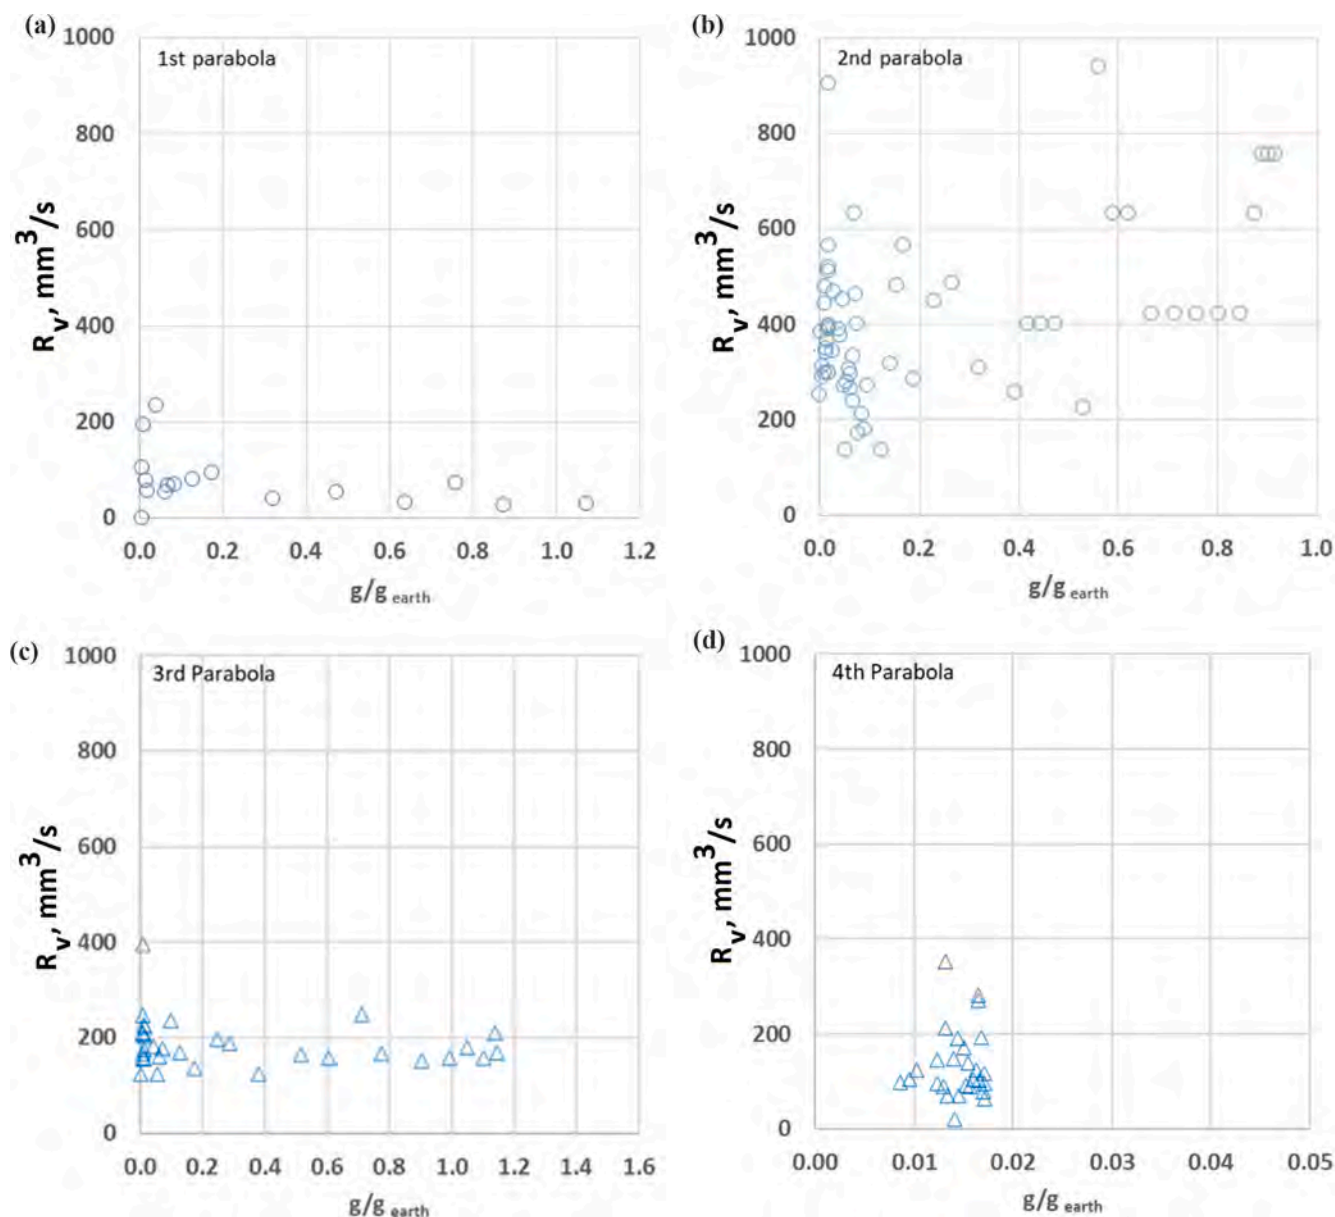 (a)
1st parabola
R_v, mm³/s
1000
800
600
400
200
0
0.0 0.2 0.4 0.6 0.8 1.0 1.2
g/g earth
(b)
2nd parabola
R_v, mm³/s
1000
800
600
400
200
0
0.0 0.2 0.4 0.6 0.8 1.0
g/g earth
(c)
3rd Parabola
R_v, mm³/s
1000
800
600
400
200
0
0.0 0.2 0.4 0.6 0.8 1.0 1.2 1.4 1.6
g/g earth
(d)
4th Parabola
R_v, mm³/s
1000
800
600
400
200
0
0.00 0.01 0.02 0.03 0.04 0.05
g/g earth